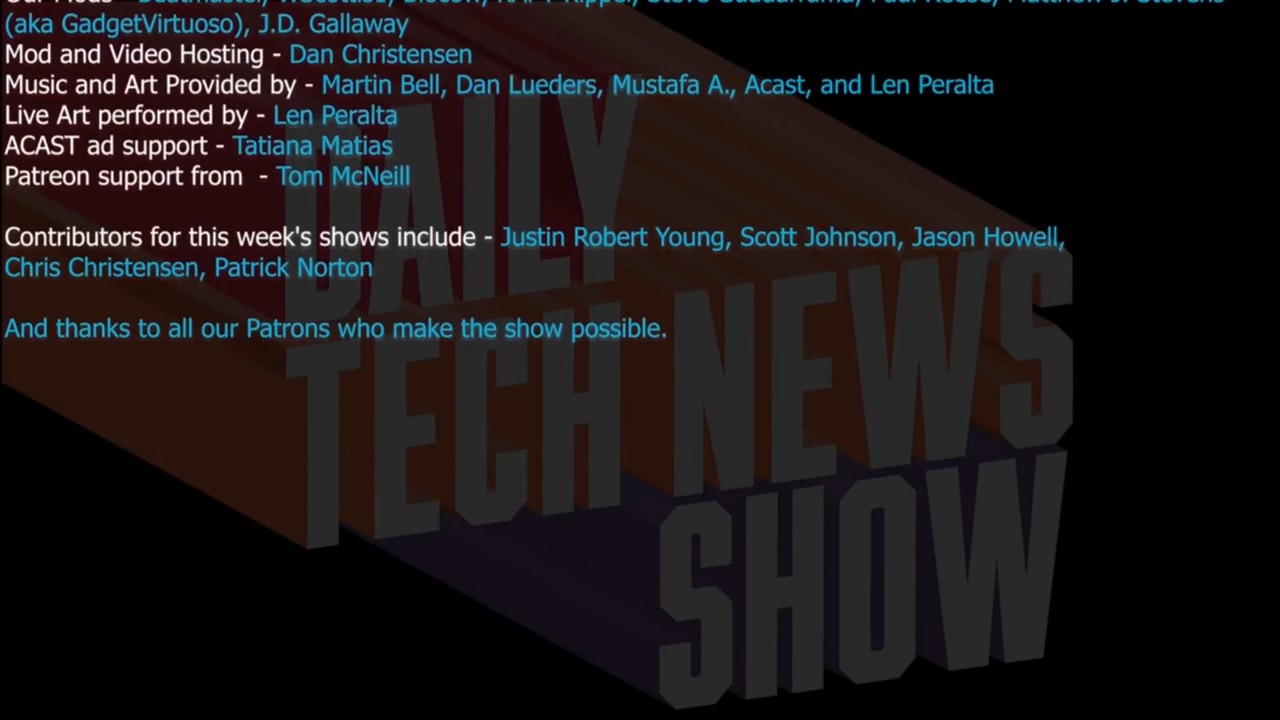 (aka GadgetVirtuoso), J.D. Gallaway
Mod and Video Hosting - Dan Christensen
Music and Art Provided by - Martin Bell, Dan Lueders, Mustafa A., Acast, and Len Peralta
Live Art performed by - Len Peralta
ACAST ad support - Tatiana Matias
Patreon support from  - Tom McNeill
Contributors for this week's shows include - Justin Robert Young, Scott Johnson, Jason Howell,
Chris Christensen, Patrick Norton
And thanks to all our Patrons who make the show possible.
DAILY
TECH NEWS
SHOW